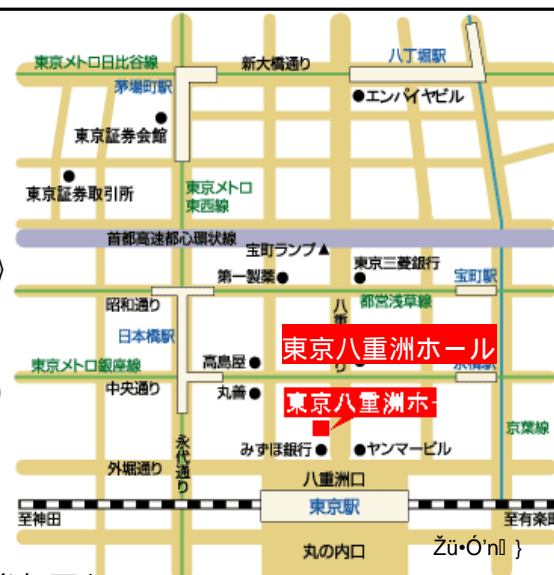 東京メトロ日比谷線
新大橋通り
八丁堀駅
茅場町駅
●エンパイヤビル
東京証券会館
東京証券取引所
東京メトロ
東西線
首都高速都心環状線
宝町ランプ▲
東京三菱銀行
第一製薬●
宝町駅
昭和通り
都営浅草線
日本橋駅
八重
東京八重洲ホール
東京メトロ銀座線
高島屋●
中央通り
丸善●
東京八重洲ホ
京葉線
永代通り
みずほ銀行●
●ヤンマービル
外堀通り
八重洲口
東京駅
至神田
至有楽町
丸の内口
Žü•Ó'n }